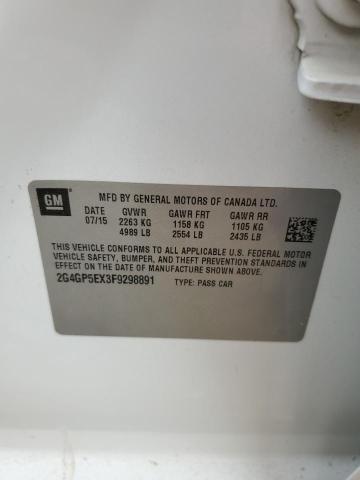 GM
MFD BY GENERAL MOTORS OF CANADA LTD.
DATE GVWR GAWR FRT GAWR RR
07/15 2263 KG 1158 KG 1105 KG
4989 LB 2554 LB 2435 LB
THIS VEHICLE CONFORMS TO ALL APPLICABLE U.S. FEDERAL MOTOR
VEHICLE SAFETY, BUMPER, AND THEFT PREVENTION STANDARDS IN
EFFECT ON THE DATE OF MANUFACTURE SHOWN ABOVE.
2G4GP5EX3F9298891 TYPE: PASS CAR